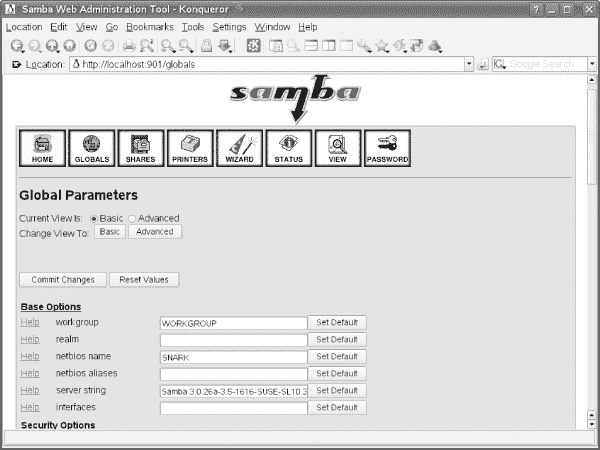 Samba Web Administration Tool - Konqueror
Location Edit View Go Bookmarks Tools Settings Window Help
Location: http://localhost:901/globals Google Search
samba
HOME GLOBALS SHARES PRINTERS WIZARD STATUS VIEW PASSWORD
Global Parameters
Current View Is: Basic Advanced
Change View To: Basic Advanced
Commit Changes Reset Values
Base Options
Help workgroup WORKGROUP Set Default
Help realm Set Default
Help netbios name SNARK Set Default
Help netbios aliases Set Default
Help server string Samba 3.0.26a-3.5-1616-SUSE-SL10.3 Set Default
Help interfaces Set Default
Security Options